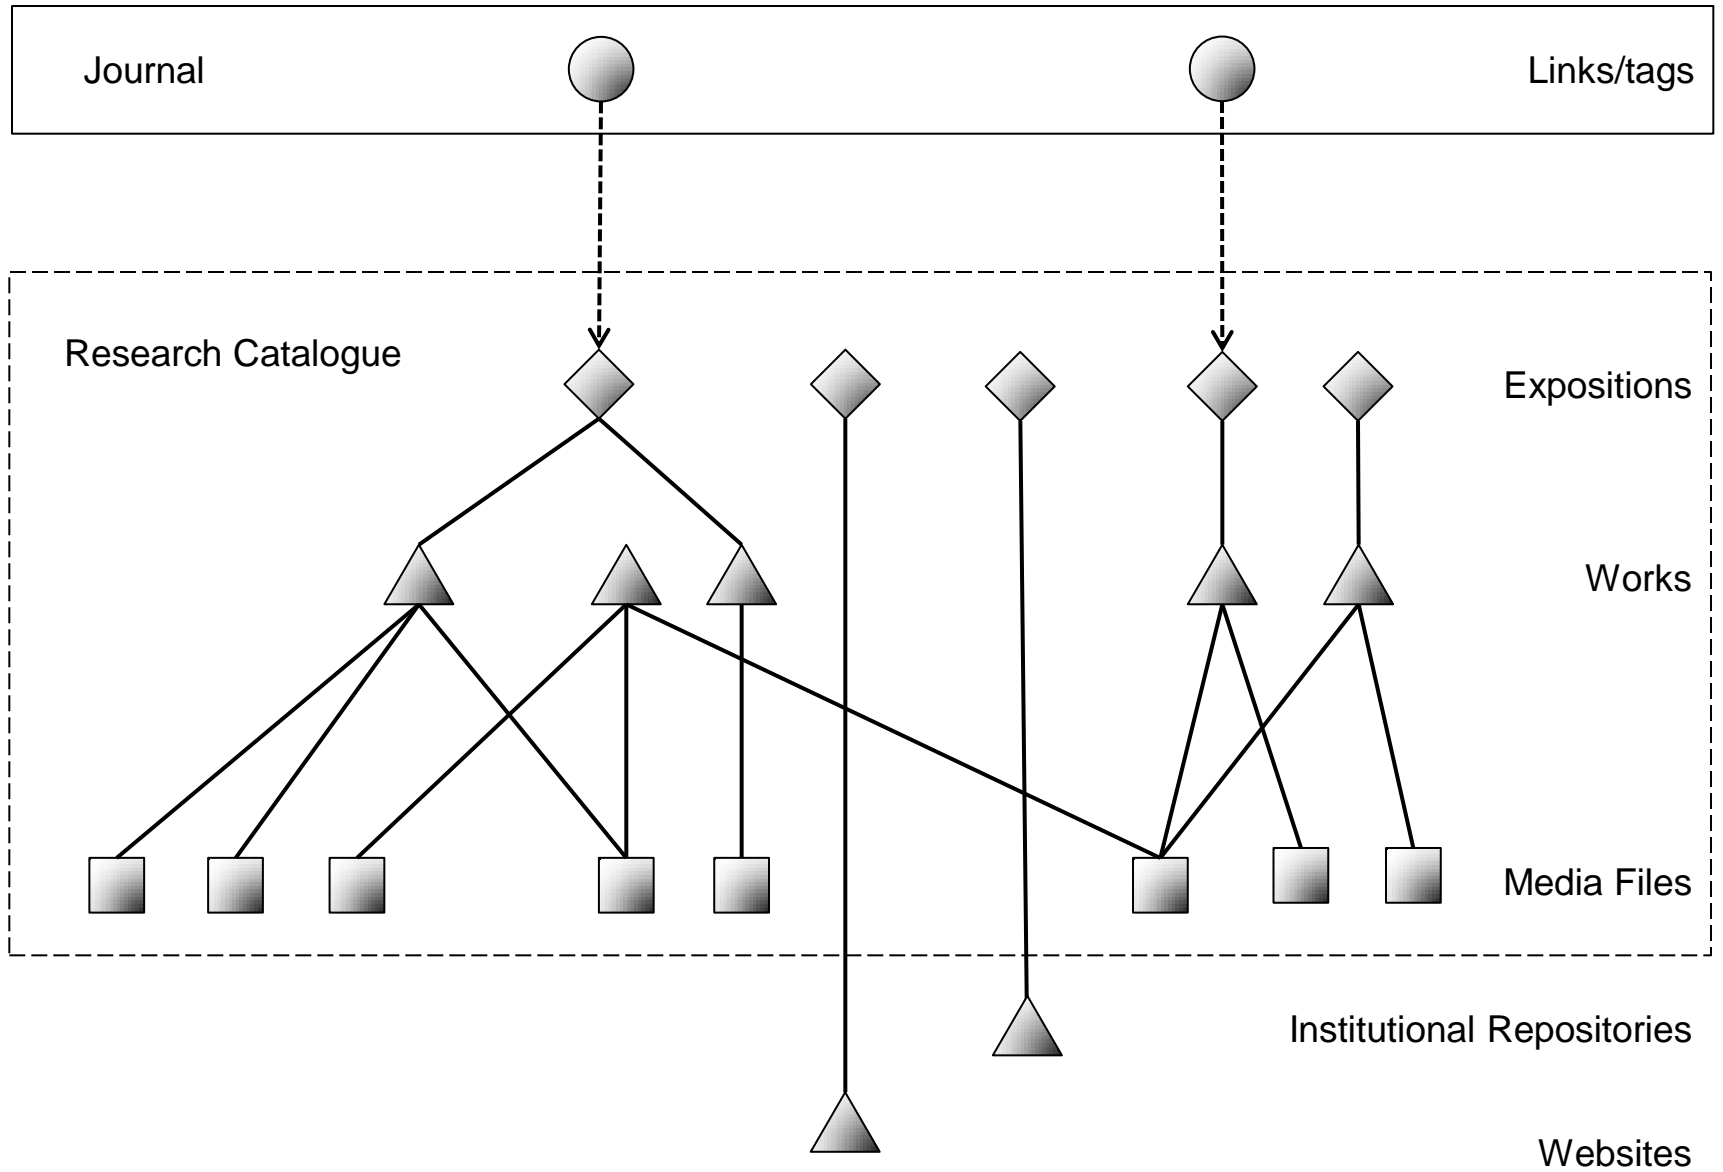 Journal
Links/tags
Research Catalogue
Expositions
Works
Media Files
Institutional Repositories
Websites